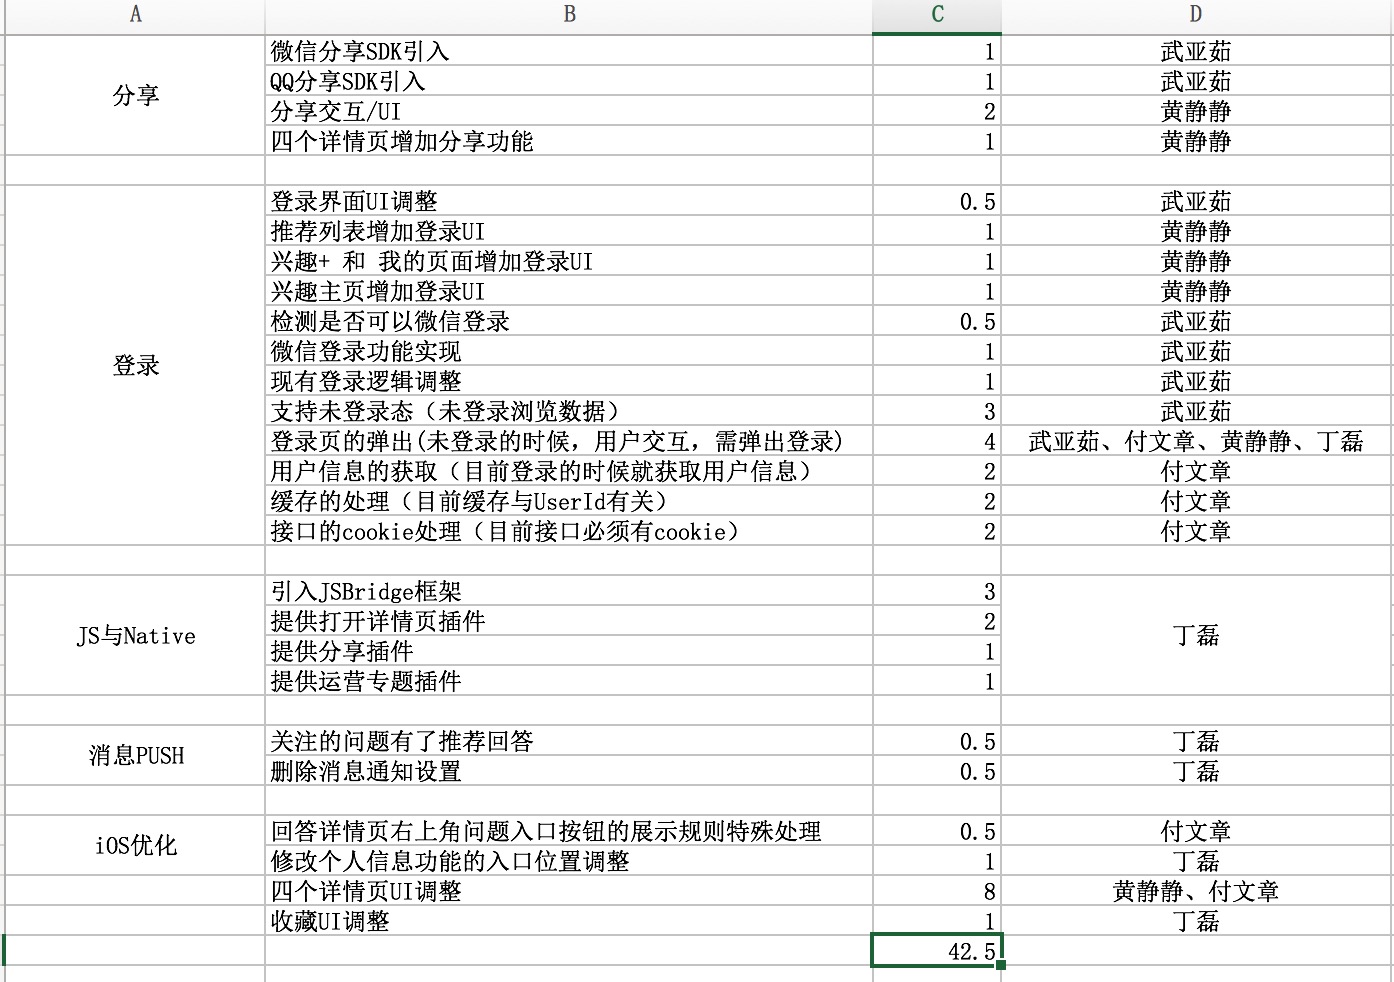 A B C D
微信分享SDK引入 1 武亚茹
QQ分享SDK引入 1 武亚茹
分享
分享交互/UI 2 黄静静
四个详情页增加分享功能 1 黄静静
登录界面UI调整 0.5 武亚茹
推荐列表增加登录UI 1 黄静静
兴趣+ 和 我的页面增加登录UI 1 黄静静
兴趣主页增加登录UI 1 黄静静
检测是否可以微信登录 0.5 武亚茹
微信登录功能实现 1 武亚茹
登录
现有登录逻辑调整 1 武亚茹
支持未登录态（未登录浏览数据） 3 武亚茹
登录页的弹出(未登录的时候，用户交互，需弹出登录) 4 武亚茹、付文章、黄静静、丁磊
用户信息的获取（目前登录的时候就获取用户信息） 2 付文章
缓存的处理（目前缓存与UserId有关） 2 付文章
接口的cookie处理（目前接口必须有cookie） 2 付文章
引入JSBridge框架 3
提供打开详情页插件 2
JS与Native 丁磊
提供分享插件 1
提供运营专题插件 1
关注的问题有了推荐回答 0.5 丁磊
消息PUSH
删除消息通知设置 0.5 丁磊
回答详情页右上角问题入口按钮的展示规则特殊处理 0.5 付文章
iOS优化
修改个人信息功能的入口位置调整 1 丁磊
四个详情页UI调整 8 黄静静、付文章
收藏UI调整 1 丁磊
42.5